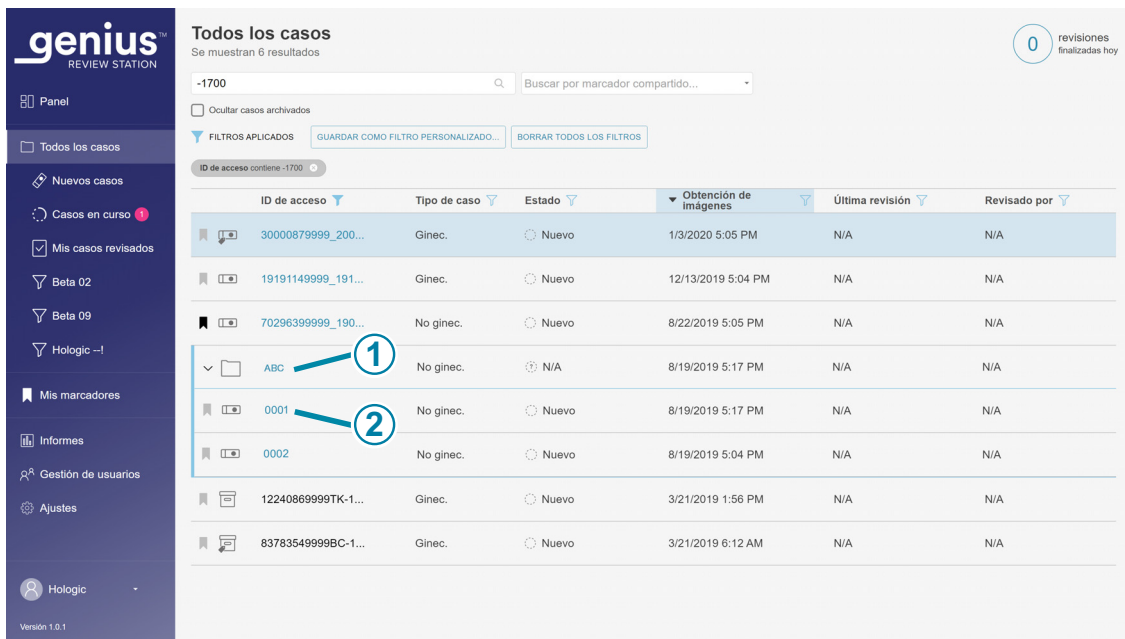 genius™
REVIEW STATION
Panel
Todos los casos
Nuevos casos
Casos en curso 1
Mis casos revisados
Beta 02
Beta 09
Hologic --!
Mis marcadores
Informes
Gestión de usuarios
Ajustes
Hologic
Versión 1.0.1
Todos los casos
Se muestran 6 resultados
0 revisiones
finalizadas hoy
-1700 Buscar por marcador compartido...
Ocultar casos archivados
FILTROS APLICADOS GUARDAR COMO FILTRO PERSONALIZADO... BORRAR TODOS LOS FILTROS
ID de acceso contiene -1700
ID de acceso Tipo de caso Estado Obtención de imágenes Última revisión Revisado por
30000879999_200... Ginec. Nuevo 1/3/2020 5:05 PM N/A N/A
19191149999_191... Ginec. Nuevo 12/13/2019 5:04 PM N/A N/A
70296399999_190... No ginec. Nuevo 8/22/2019 5:05 PM N/A N/A
ABC 1 No ginec. ? N/A 8/19/2019 5:17 PM N/A N/A
0001 2 No ginec. Nuevo 8/19/2019 5:17 PM N/A N/A
0002 No ginec. Nuevo 8/19/2019 5:04 PM N/A N/A
12240869999TK-1... Ginec. Nuevo 3/21/2019 1:56 PM N/A N/A
83783549999BC-1... Ginec. Nuevo 3/21/2019 6:12 AM N/A N/A